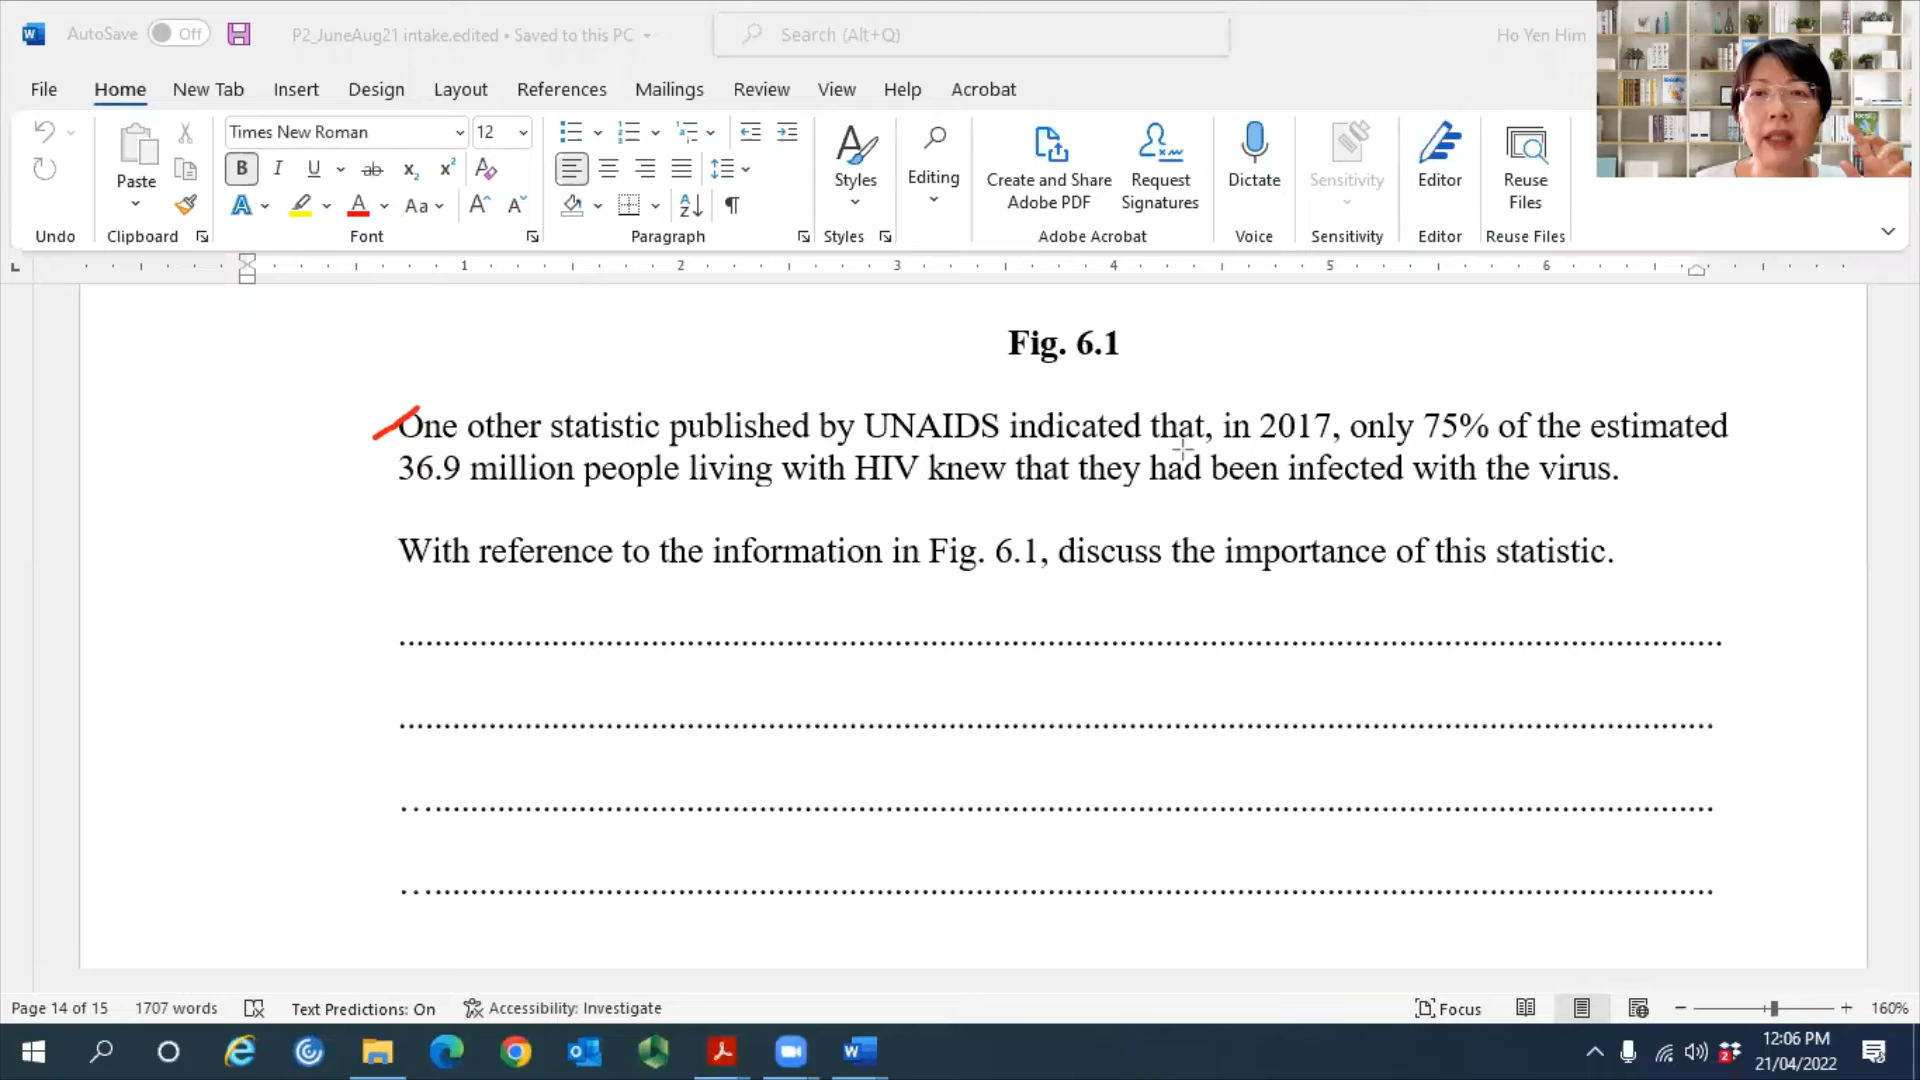 AutoSave Off P2_JuneAug21 intake.edited • Saved to this PC Search (Alt+Q) Ho Yen Him
File Home Insert New Tab Design Layout References Mailings Review View Help Acrobat
Times New Roman 12
Paste
Styles Editing Create and Share Adobe PDF Request Signatures Dictate Sensitivity Editor Reuse Files
Undo Clipboard Font Paragraph Styles Adobe Acrobat Voice Sensitivity Editor Reuse Files
1 2 3 4 5 6
Fig. 6.1
One other statistic published by UNAIDS indicated that, in 2017, only 75% of the estimated
36.9 million people living with HIV knew that they had been infected with the virus.
With reference to the information in Fig. 6.1, discuss the importance of this statistic.
Page 14 of 15 1707 words Text Predictions: On Accessibility: Investigate Focus 160%
12:06 PM
21/04/2022